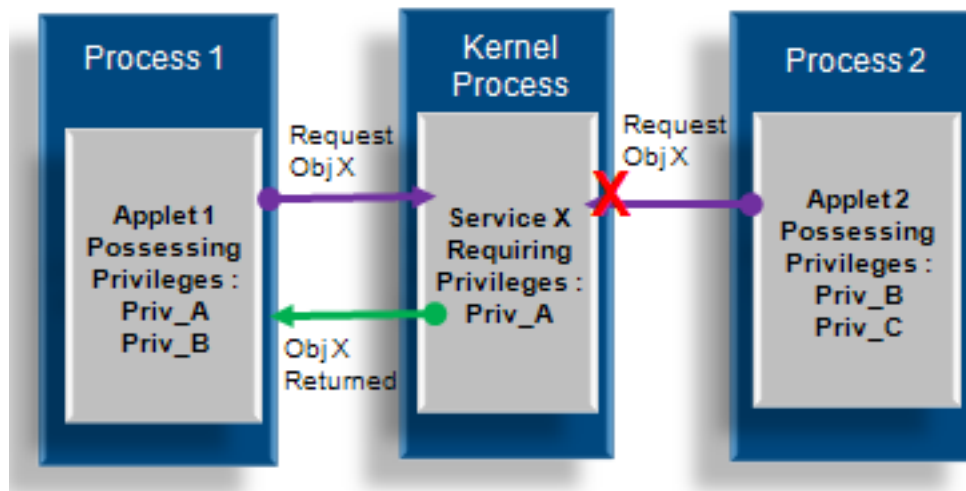 Process 1
Applet 1
Possessing
Privileges :
Priv_A
Priv_B
Request
Obj X
Obj X
Returned
Kernel
Process
Service X
Requiring
Privileges :
Priv_A
Request
Obj X
X
Process 2
Applet 2
Possessing
Privileges :
Priv_B
Priv_C